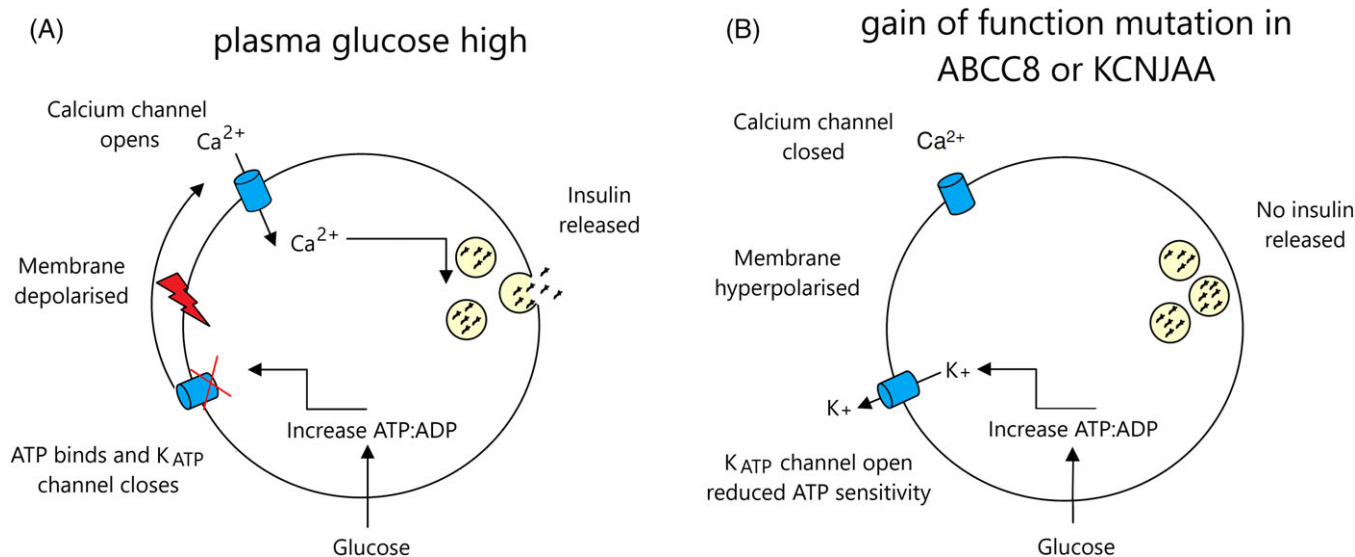 (A)
plasma glucose high
Calcium channel
opens
Ca2+
Ca2+
Insulin
released
Membrane
depolarised
Increase ATP:ADP
ATP binds and KATP
channel closes
Glucose
(B)
gain of function mutation in
ABCC8 or KCNJAA
Calcium channel
closed
Ca2+
No insulin
released
Membrane
hyperpolarised
K+
K+
Increase ATP:ADP
KATP channel open
reduced ATP sensitivity
Glucose